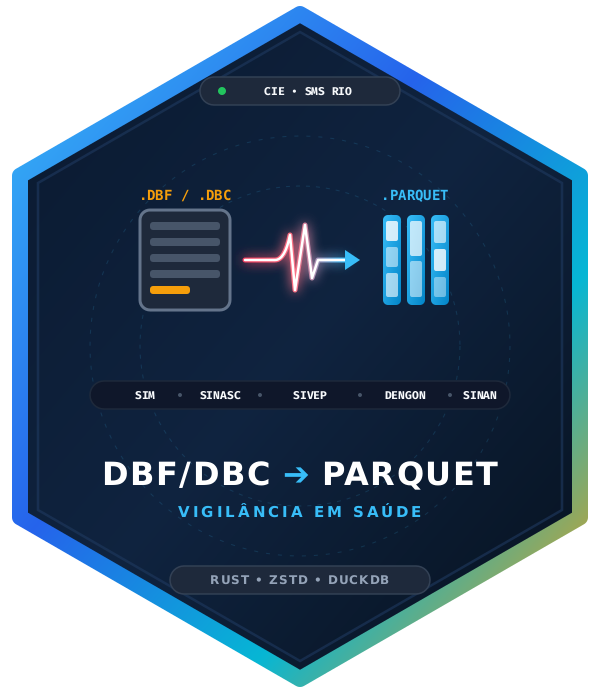 CIE • SMS RIO
.DBF / .DBC
.PARQUET
SIM • SINASC • SIVEP • DENGON • SINAN
DBF/DBC ➔ PARQUET
VIGILÂNCIA EM SAÚDE
RUST • ZSTD • DUCKDB